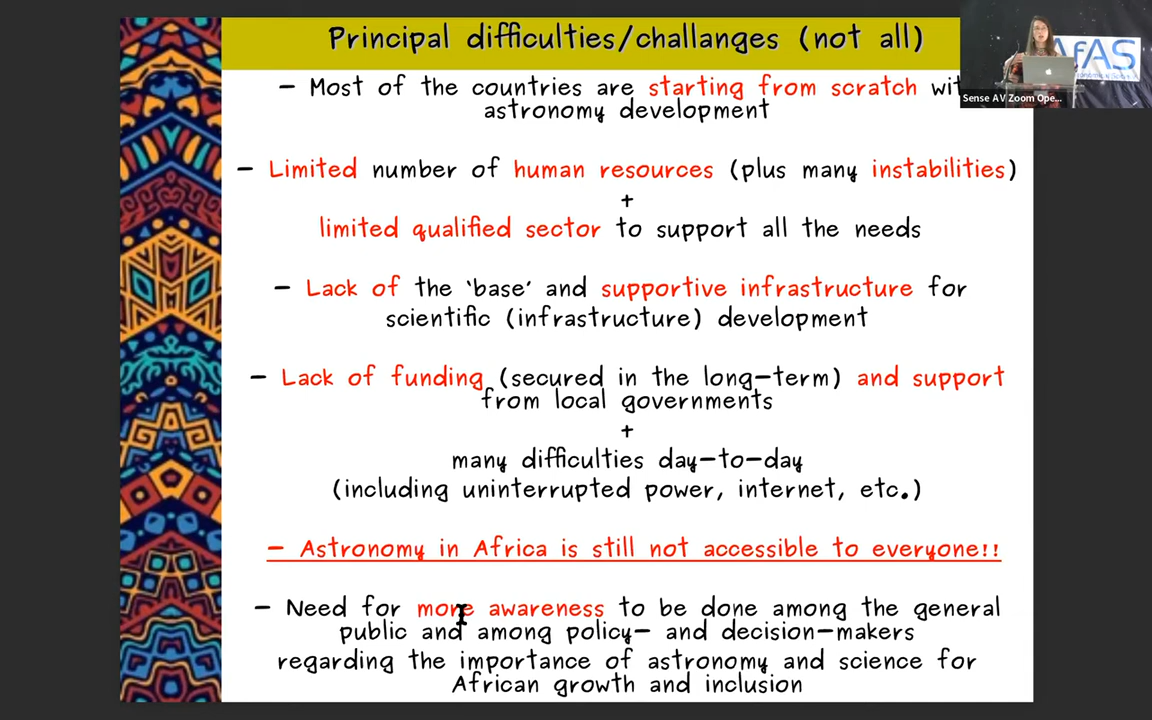 Principal difficulties/challanges (not all)
- Most of the countries are starting from scratch wit
astronomy development
- Limited number of human resources (plus many instabilities)
+
limited qualified sector to support all the needs
- Lack of the 'base' and supportive infrastructure for
scientific (infrastructure) development
- Lack of funding (secured in the long-term) and support
from local governments
+
many difficulties day-to-day
(including uninterrupted power, internet, etc.)
- Astronomy in Africa is still not accessible to everyone!!
- Need for more awareness to be done among the general
public and among policy- and decision-makers
regarding the importance of astronomy and science for
African growth and inclusion
AfAS
Sense AV Zoom Ope...